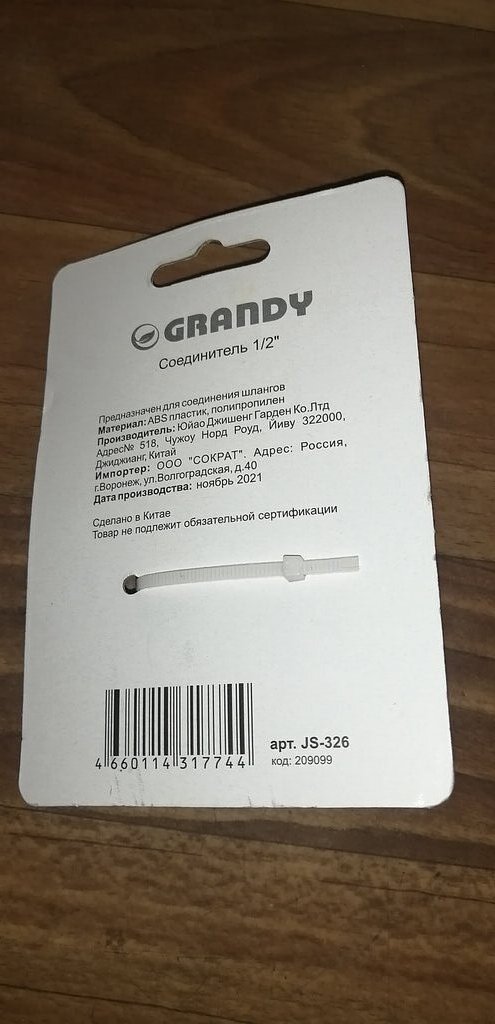 GRANDY
Соединитель 1/2"
Предназначен для соединения шлангов
Материал: ABS пластик, полипропилен
Производитель: Юйао Джишенг Гарден Ко.Лтд
Адрес№ 518, Чужоу Норд Роуд, Йиву 322000,
Джиджианг, Китай
Импортер: ООО "СОКРАТ". Адрес: Россия,
г.Воронеж, ул.Волгоградская, д.40
Дата производства: ноябрь 2021
Сделано в Китае
Товар не подлежит обязательной сертификации
4 660114 317744
арт. JS-326
код: 209099